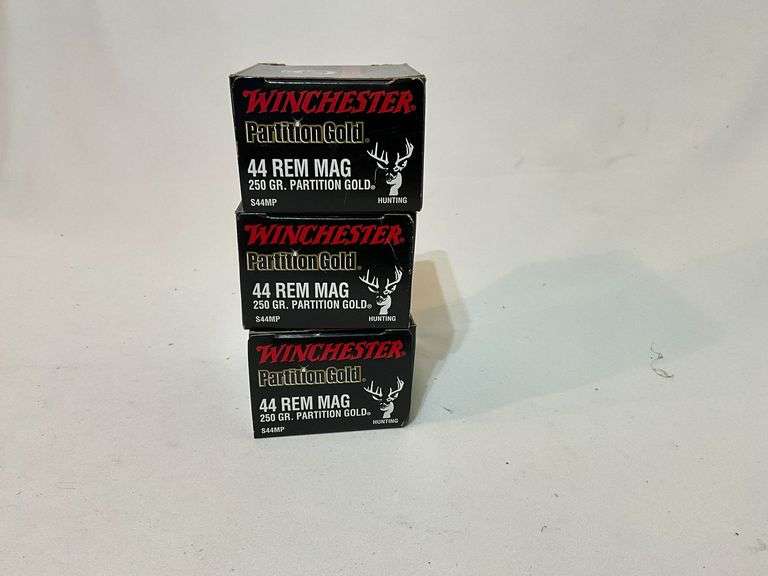 WINCHESTER®
Partition Gold®
44 REM MAG
250 GR. PARTITION GOLD®
S44MP
HUNTING
WINCHESTER®
Partition Gold®
44 REM MAG
250 GR. PARTITION GOLD®
S44MP
HUNTING
WINCHESTER®
Partition Gold®
44 REM MAG
250 GR. PARTITION GOLD®
S44MP
HUNTING